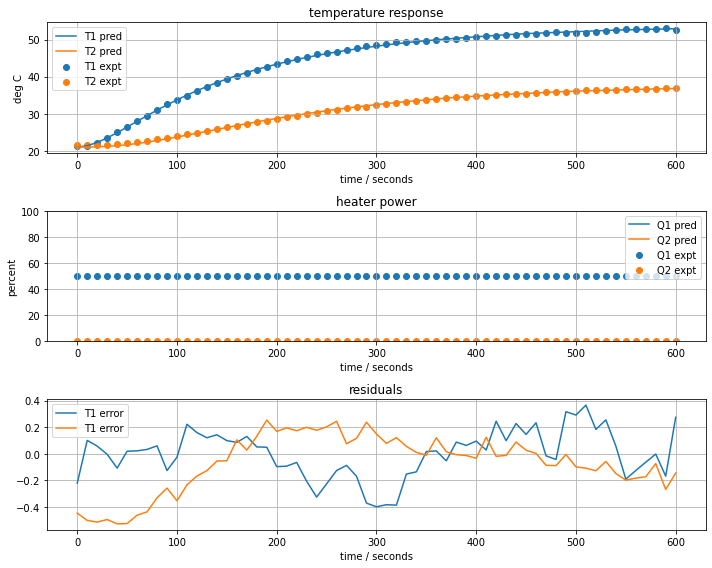 temperature response
deg C
50
40
30
20
T1 pred
T2 pred
T1 expt
T2 expt
0 100 200 300 400 500 600
time / seconds
heater power
percent
100
80
60
40
20
0
Q1 pred
Q2 pred
Q1 expt
Q2 expt
0 100 200 300 400 500 600
time / seconds
residuals
0.4
0.2
0.0
−0.2
−0.4
T1 error
T1 error
0 100 200 300 400 500 600
time / seconds